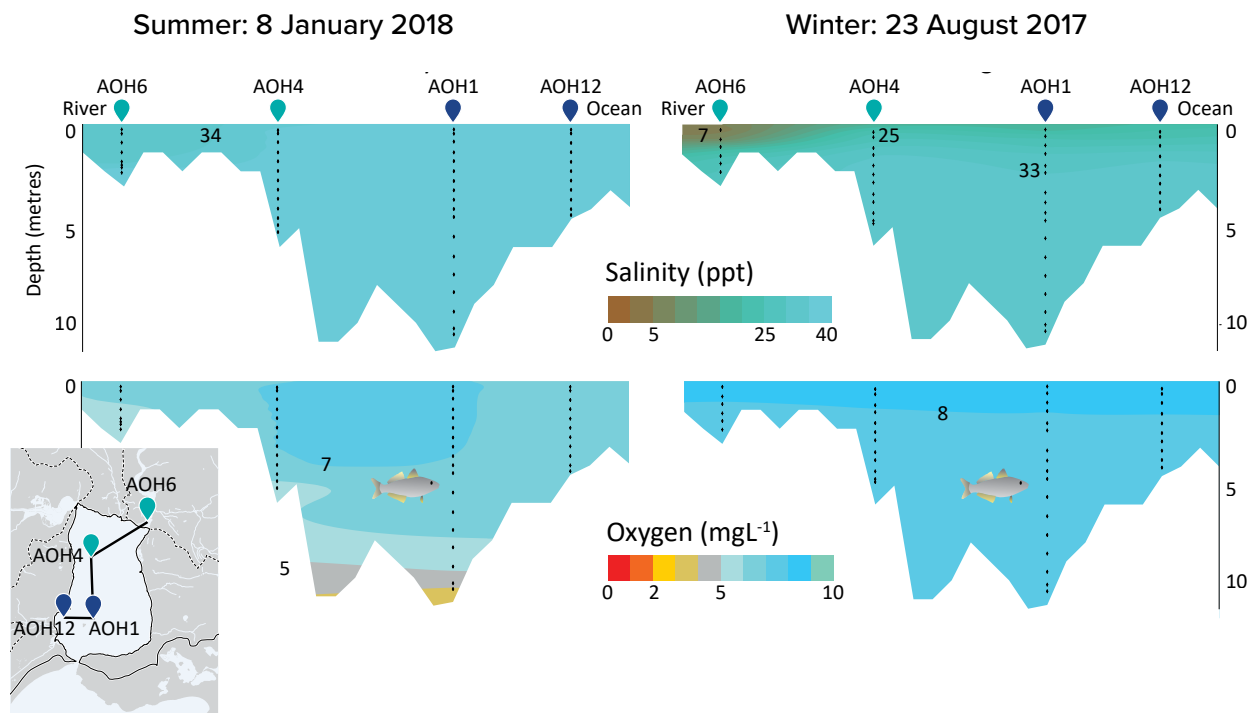 Summer: 8 January 2018
Winter: 23 August 2017
AOH6
AOH4
AOH1
AOH12
River
Ocean
0
5
10
Depth (metres)
34
AOH6
AOH4
AOH1
AOH12
River
Ocean
7
25
33
0
5
10
Salinity (ppt)
0
5
25
40
0
7
5
8
0
5
10
Oxygen (mgL-1)
0
2
5
10
AOH6
AOH4
AOH12
AOH1